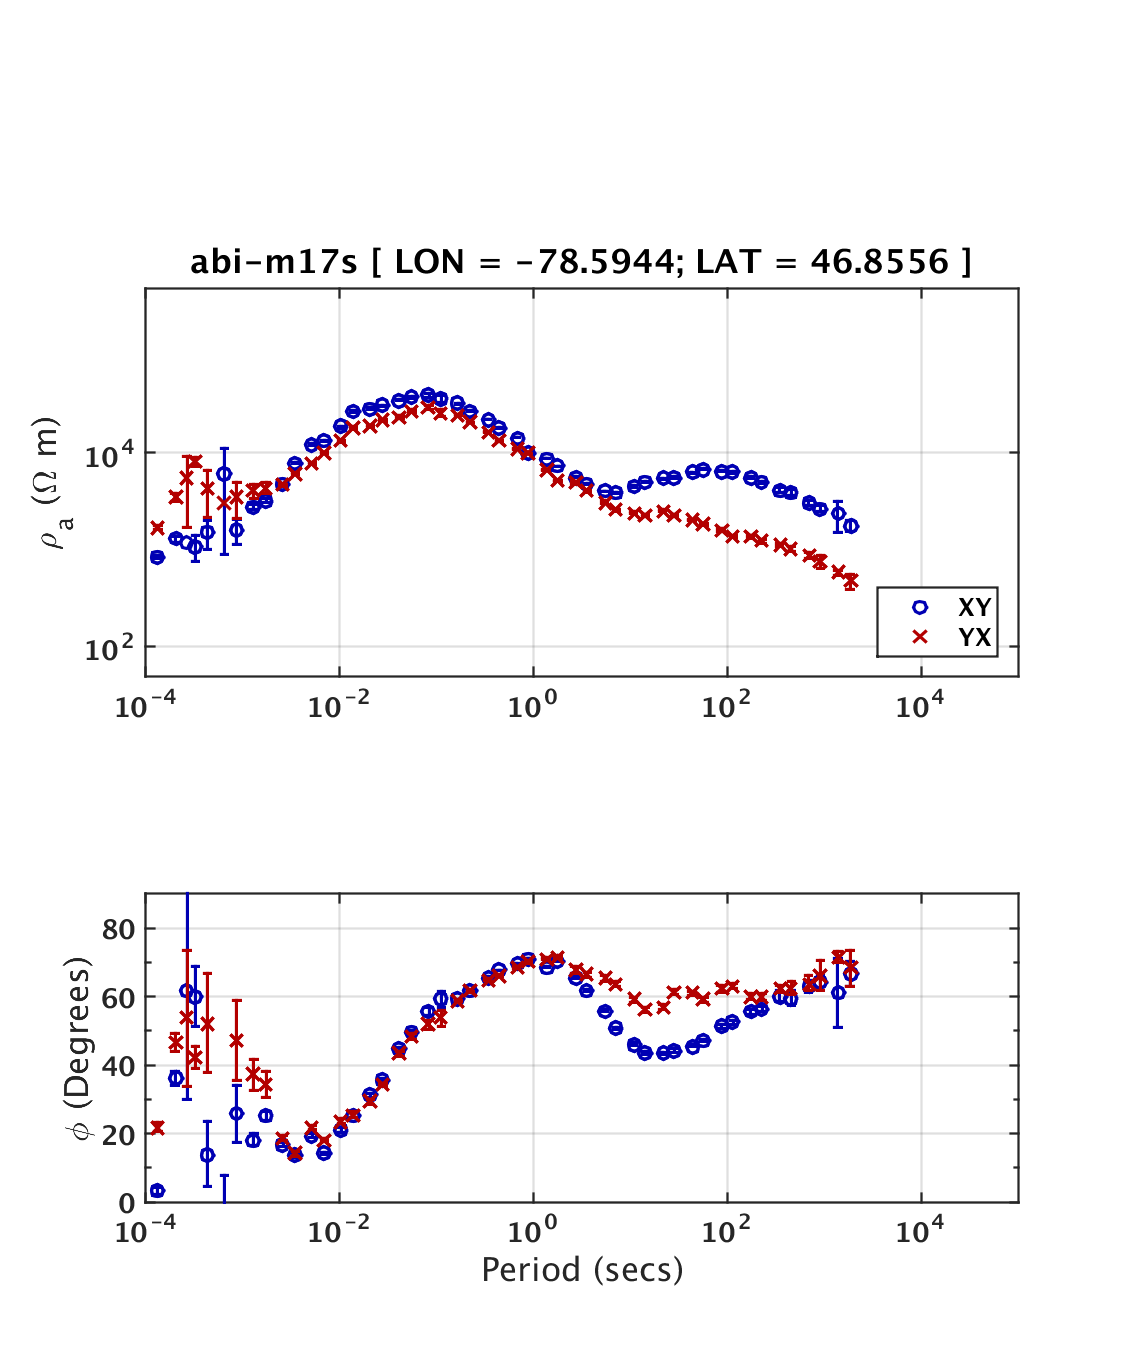 abi-m17s [ LON = -78.5944; LAT = 46.8556 ]
ρa (Ω m)
10^4
10^2
XY
YX
10^-4 10^-2 10^0 10^2 10^4
ϕ (Degrees)
80
60
40
20
0
10^-4 10^-2 10^0 10^2 10^4
Period (secs)